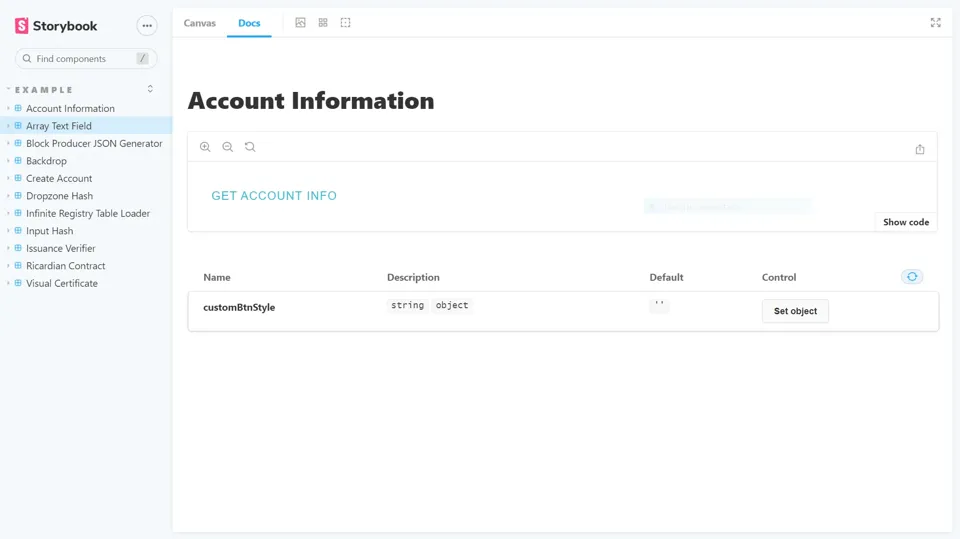 Storybook
Find components
/
EXAMPLE
Account Information
Array Text Field
Block Producer JSON Generator
Backdrop
Create Account
Dropzone Hash
Infinite Registry Table Loader
Input Hash
Issuance Verifier
Ricardian Contract
Visual Certificate
Canvas
Docs
Account Information
GET ACCOUNT INFO
Show code
Name
Description
Default
Control
customBtnStyle
string
object
''
Set object